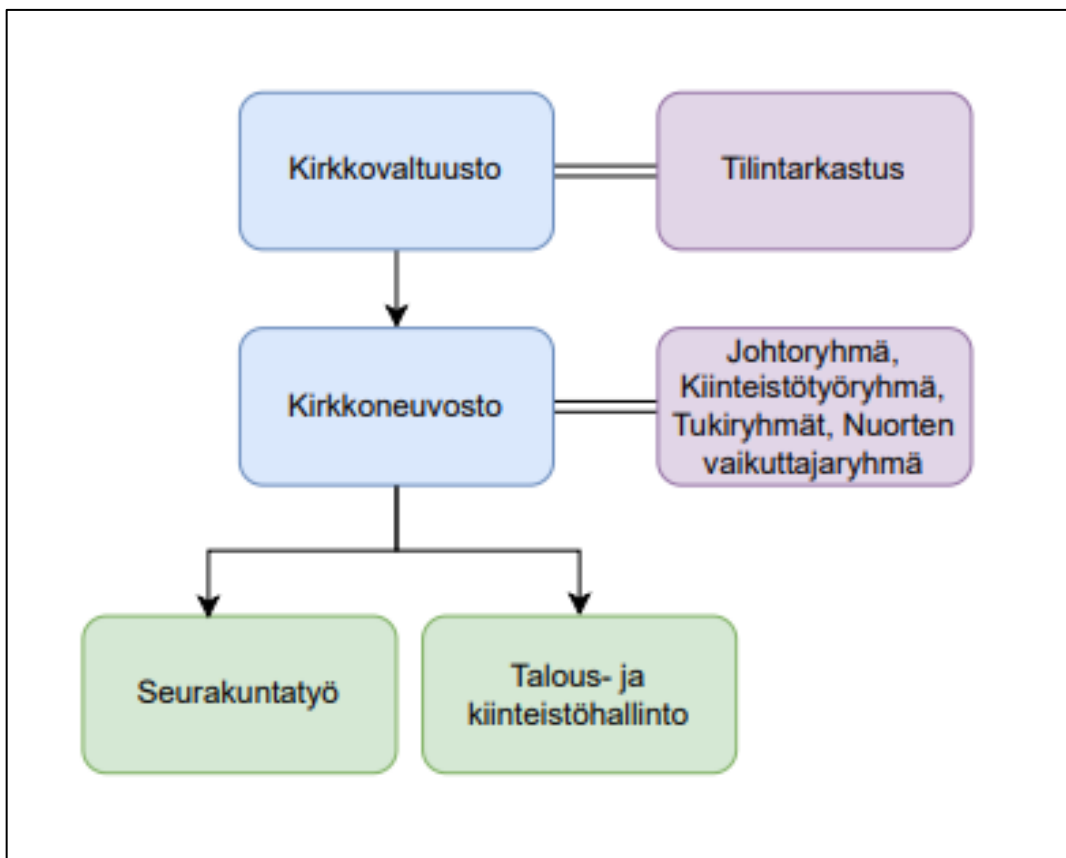 Kirkkovaltuusto
Tilintarkastus
Kirkkoneuvosto
Johtoryhmä,
Kiinteistötyöryhmä,
Tukiryhmät, Nuorten
vaikuttajaryhmä
Seurakuntatyö
Talous- ja
kiinteistöhallinto